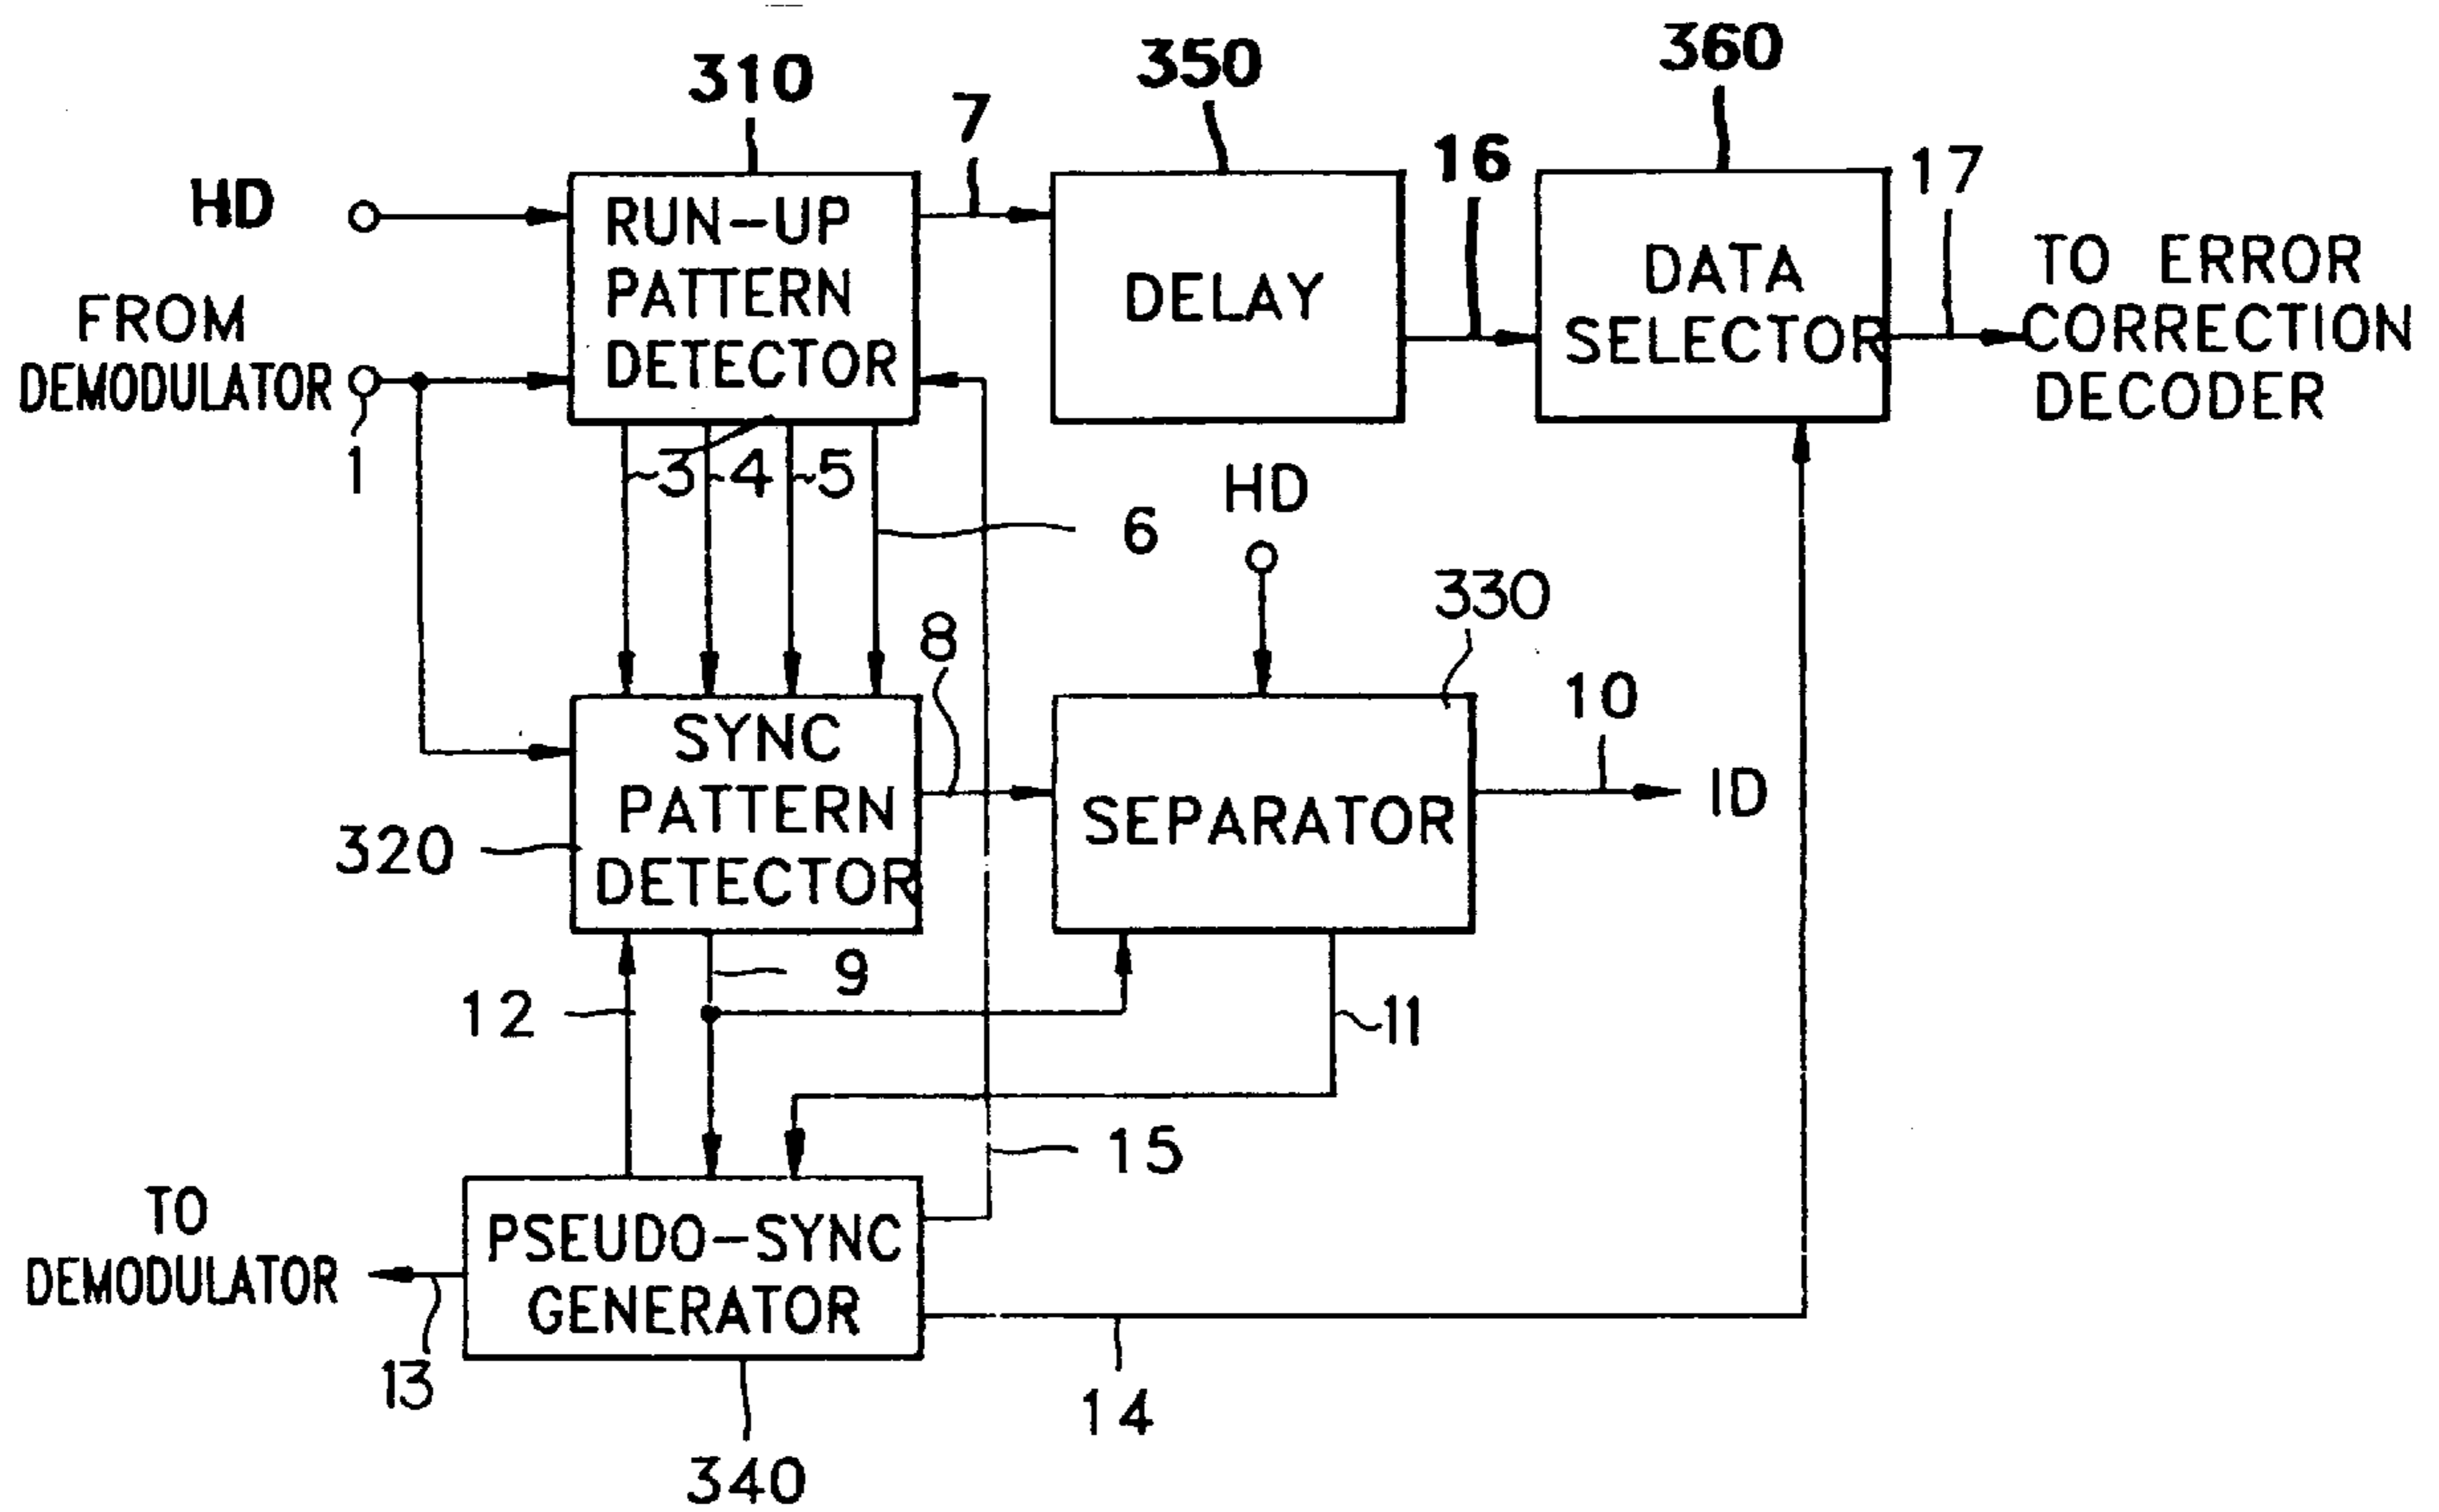 310
350
360
7
16
17
HD
RUN-UP
PATTERN
DETECTOR
DELAY
DATA
SELECTOR
TO ERROR
CORRECTION
DECODER
FROM
DEMODULATOR
1
3
4
5
6
HD
330
8
10
SYNC
PATTERN
DETECTOR
SEPARATOR
ID
320
9
12
11
15
TO
DEMODULATOR
PSEUDO-SYNC
GENERATOR
13
14
340